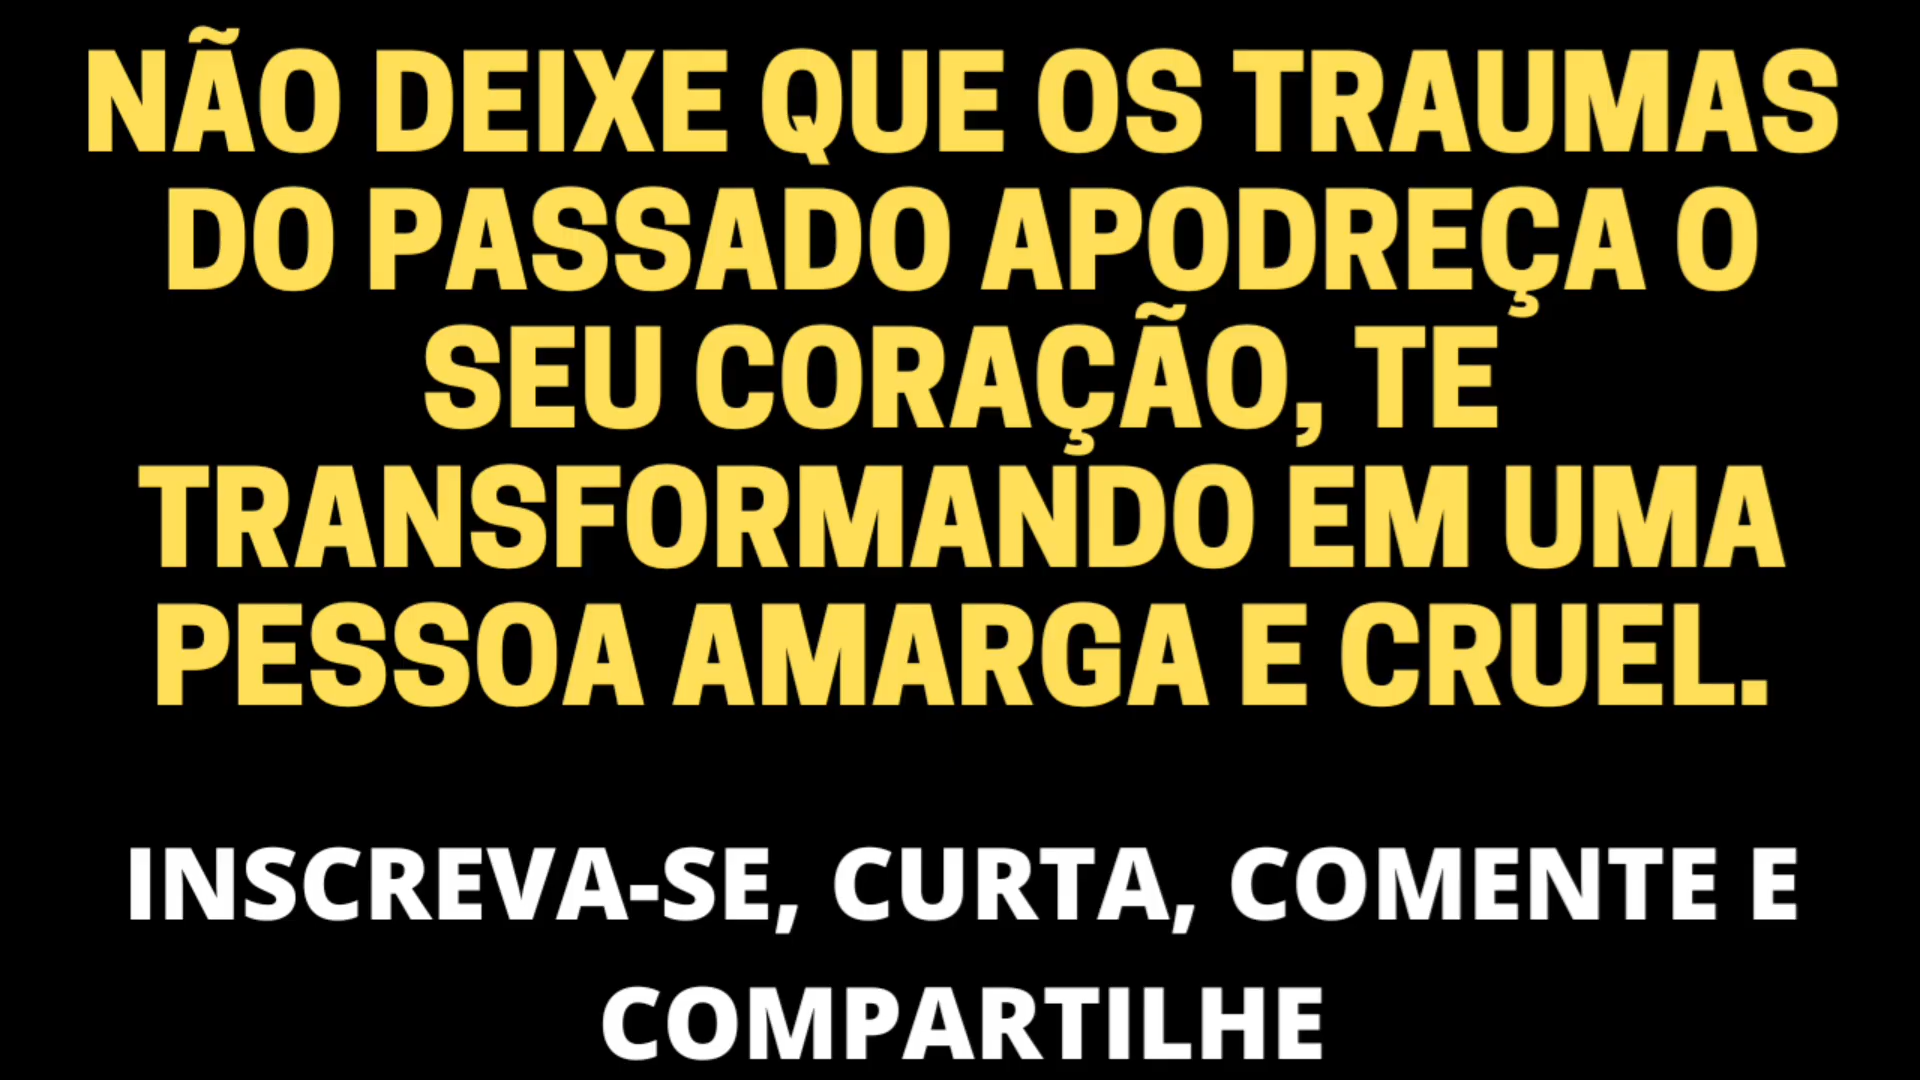 NÃO DEIXE QUE OS TRAUMAS
DO PASSADO APODREÇA O
SEU CORAÇÃO, TE
TRANSFORMANDO EM UMA
PESSOA AMARGA E CRUEL.
INSCREVA-SE, CURTA, COMENTE E
COMPARTILHE